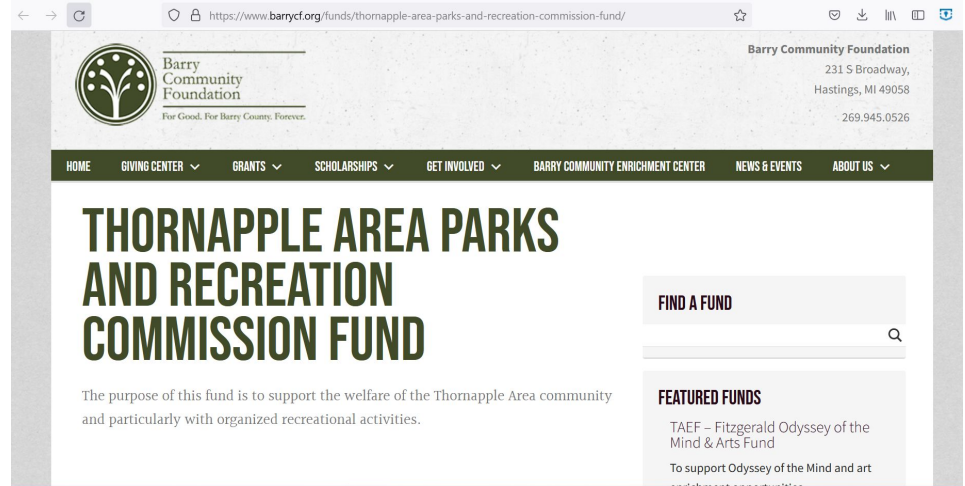 https://www.barrycf.org/funds/thornapple-area-parks-and-recreation-commission-fund/
Barry
Community
Foundation
For Good. For Barry County. Forever.
Barry Community Foundation
231 S Broadway,
Hastings, MI 49058
269.945.0526
HOME GIVING CENTER GRANTS SCHOLARSHIPS GET INVOLVED BARRY COMMUNITY ENRICHMENT CENTER NEWS & EVENTS ABOUT US
THORNAPPLE AREA PARKS
AND RECREATION
COMMISSION FUND
The purpose of this fund is to support the welfare of the Thornapple Area community
and particularly with organized recreational activities.
FIND A FUND
FEATURED FUNDS
TAEF – Fitzgerald Odyssey of the
Mind & Arts Fund
To support Odyssey of the Mind and art